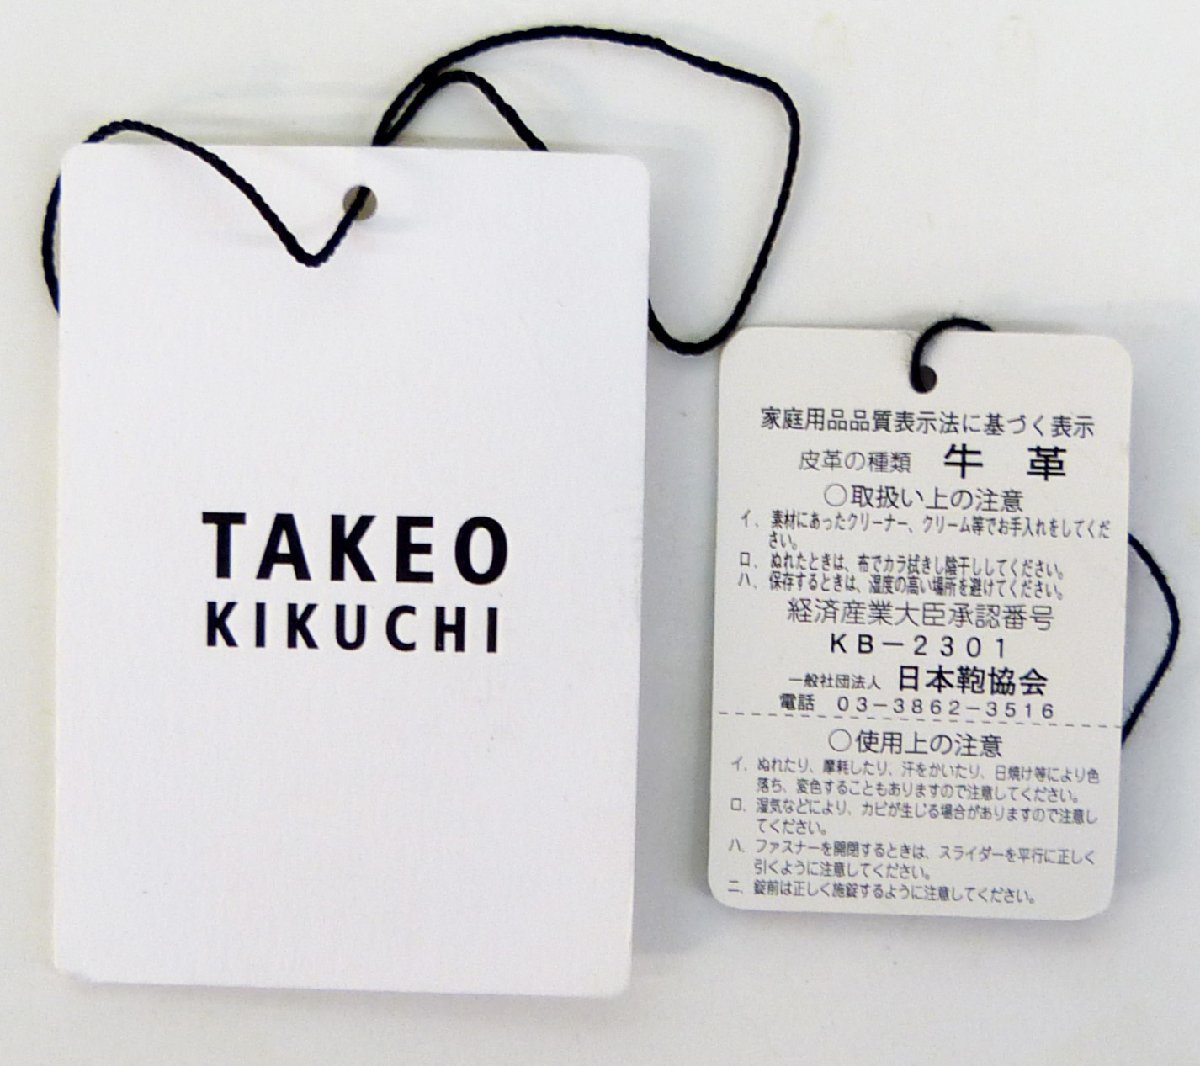 TAKEO
KIKUCHI
家庭用品品質表示法に基づく表示
皮革の種類 牛 革
○取扱い上の注意
イ、素材にあったクリーナー、クリーム等でお手入れをしてくだ
さい。
ロ、ぬれたときは、布でカラ拭きし陰干ししてください。
ハ、保存するときは、湿度の高い場所を避けてください。
経済産業大臣承認番号
KB－2301
一般社団法人 日本鞄協会
電話 03－3862－3516
○使用上の注意
イ、ぬれたり、摩耗したり、汗をかいたり、日焼け等により色
落ち、変色することもありますので注意してください。
ロ、湿気などにより、カビが生じる場合がありますので注意し
てください。
ハ、ファスナーを開閉するときは、スライダーを平行に正しく
引くように注意してください。
ニ、錠前は正しく施錠するように注意してください。